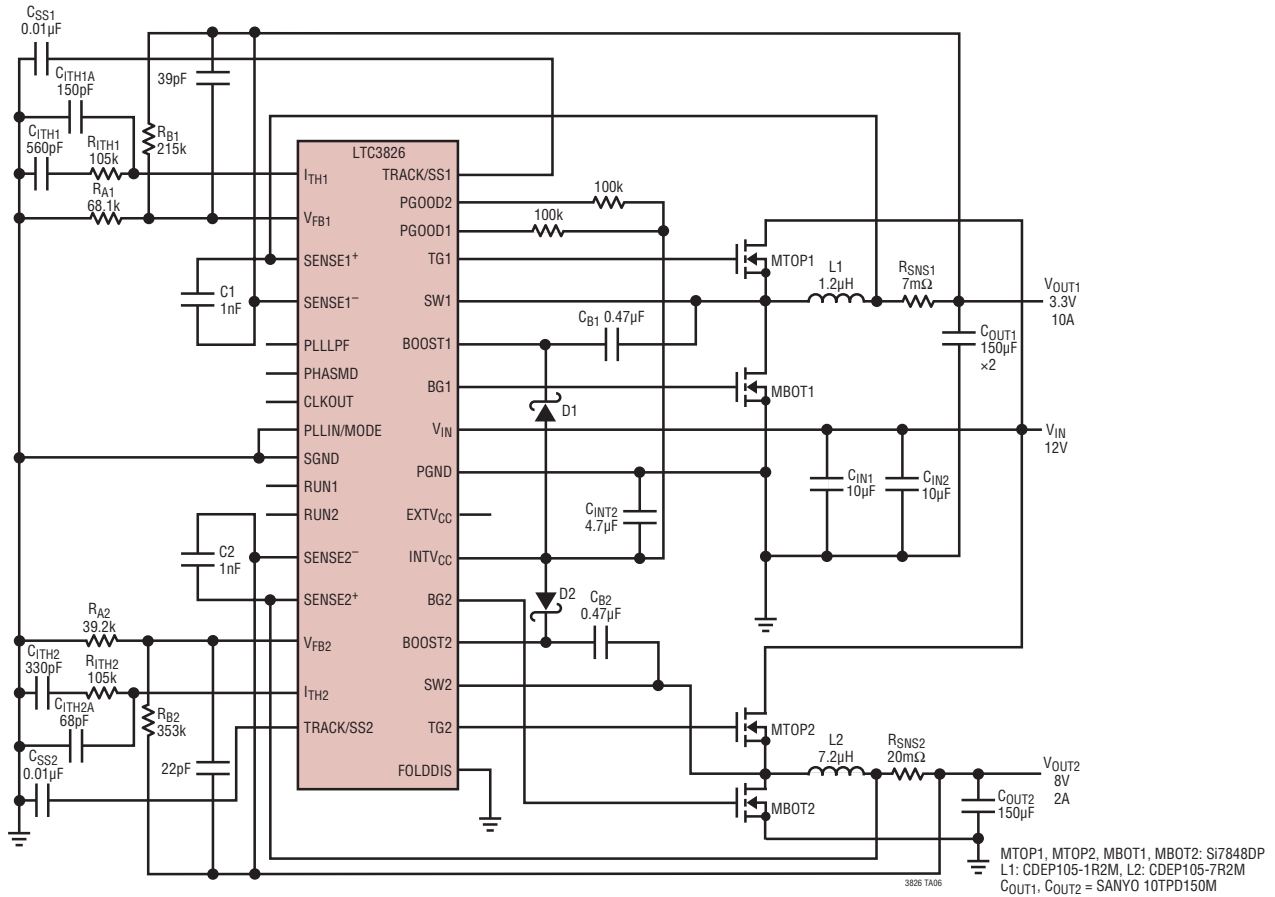 CSS1
0.01µF
CITH1A
150pF
39pF
CITH1
560pF
RITH1
105k
RB1
215k
RA1
68.1k
C1
1nF
LTC3826
ITH1
VFB1
SENSE1+
SENSE1–
PLLLPF
PHASMD
CLKOUT
PLLIN/MODE
SGND
RUN1
RUN2
SENSE2–
SENSE2+
VFB2
ITH2
TRACK/SS2
TRACK/SS1
PGOOD2
PGOOD1
TG1
SW1
BOOST1
BG1
VIN
PGND
EXTVCC
INTVCC
BG2
BOOST2
SW2
TG2
FOLDDIS
100k
100k
MTOP1
L1
1.2µH
RSNS1
7mΩ
VOUT1
3.3V
10A
CB1 0.47µF
COUT1
150µF
×2
D1
MBOT1
VIN
12V
CIN1
10µF
CIN2
10µF
CINT2
4.7µF
C2
1nF
D2
CB2
0.47µF
RA2
39.2k
CITH2
330pF
RITH2
105k
CITH2A
68pF
RB2
353k
CSS2
0.01µF
22pF
MTOP2
L2
7.2µH
RSNS2
20mΩ
VOUT2
8V
2A
MBOT2
COUT2
150µF
3826 TA06
MTOP1, MTOP2, MBOT1, MBOT2: Si7848DP
L1: CDEP105-1R2M, L2: CDEP105-7R2M
COUT1, COUT2 = SANYO 10TPD150M